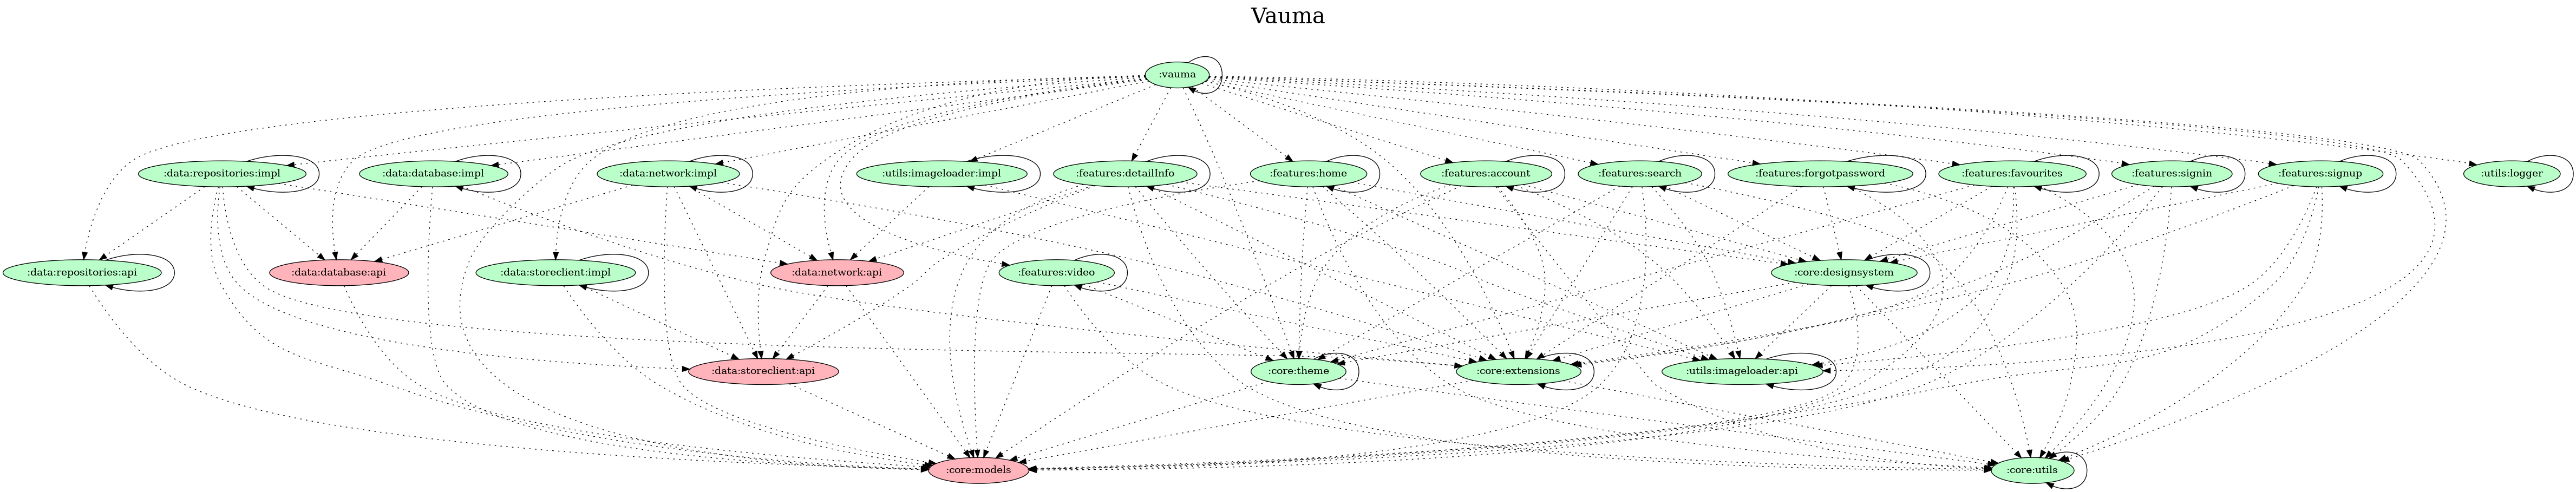 Vauma
:vauma
:data:repositories:impl
:data:database:impl
:data:network:impl
:utils:imageloader:impl
:features:detailInfo
:features:home
:features:account
:features:search
:features:forgotpassword
:features:favourites
:features:signin
:features:signup
:utils:logger
:data:repositories:api
:data:database:api
:data:storeclient:impl
:data:network:api
:features:video
:core:designsystem
:data:storeclient:api
:core:theme
:core:extensions
:utils:imageloader:api
:core:models
:core:utils